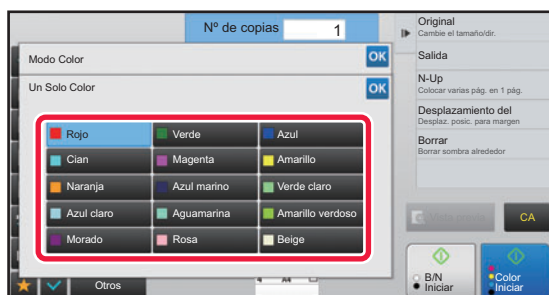 Nº de copias 1
Modo Color OK
Un Solo Color OK
Rojo Verde Azul
Cian Magenta Amarillo
Naranja Azul marino Verde claro
Azul claro Aguamarina Amarillo verdoso
Morado Rosa Beige
Otros
A4
Original
Cambie el tamaño/dir.
Salida
N-Up
Colocar varias pág. en 1 pág.
Desplazamiento del
Desplaz. posic. para margen
Borrar
Borrar sombra alrededor
CA
B/N
Iniciar
Color
Iniciar